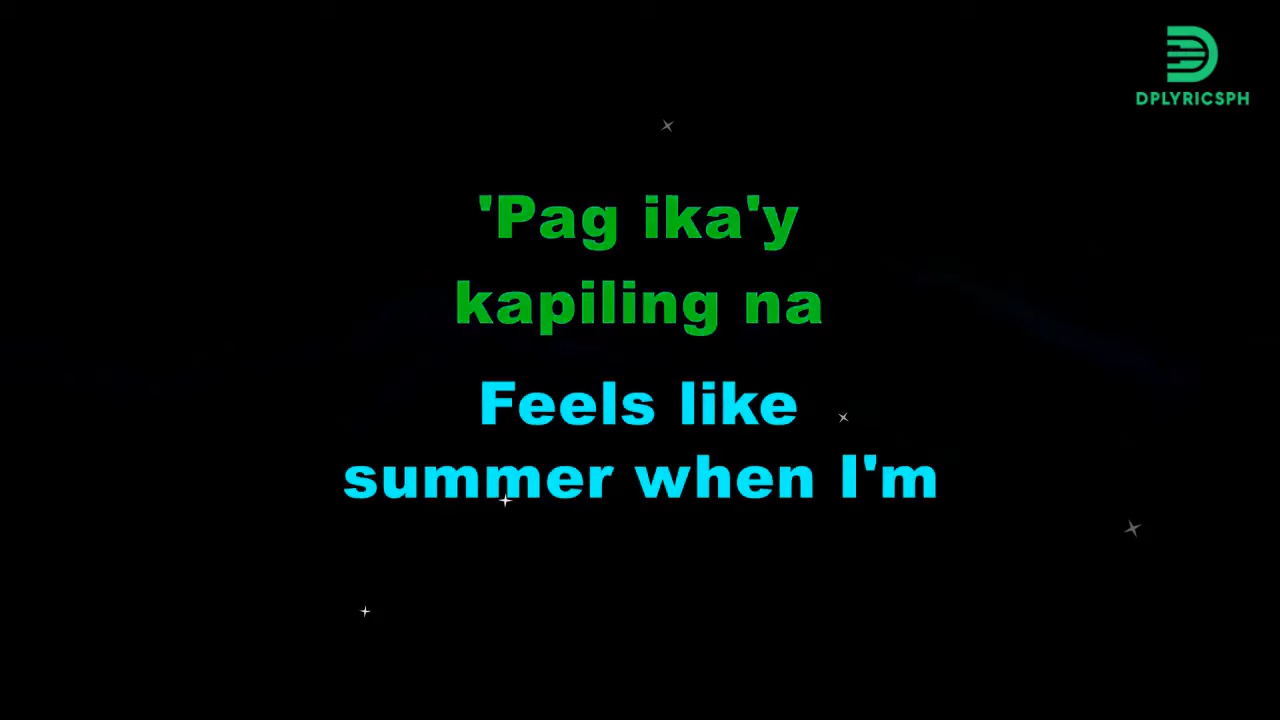 DPLYRICSPH
'Pag ika'y
kapiling na
Feels like
summer when I'm